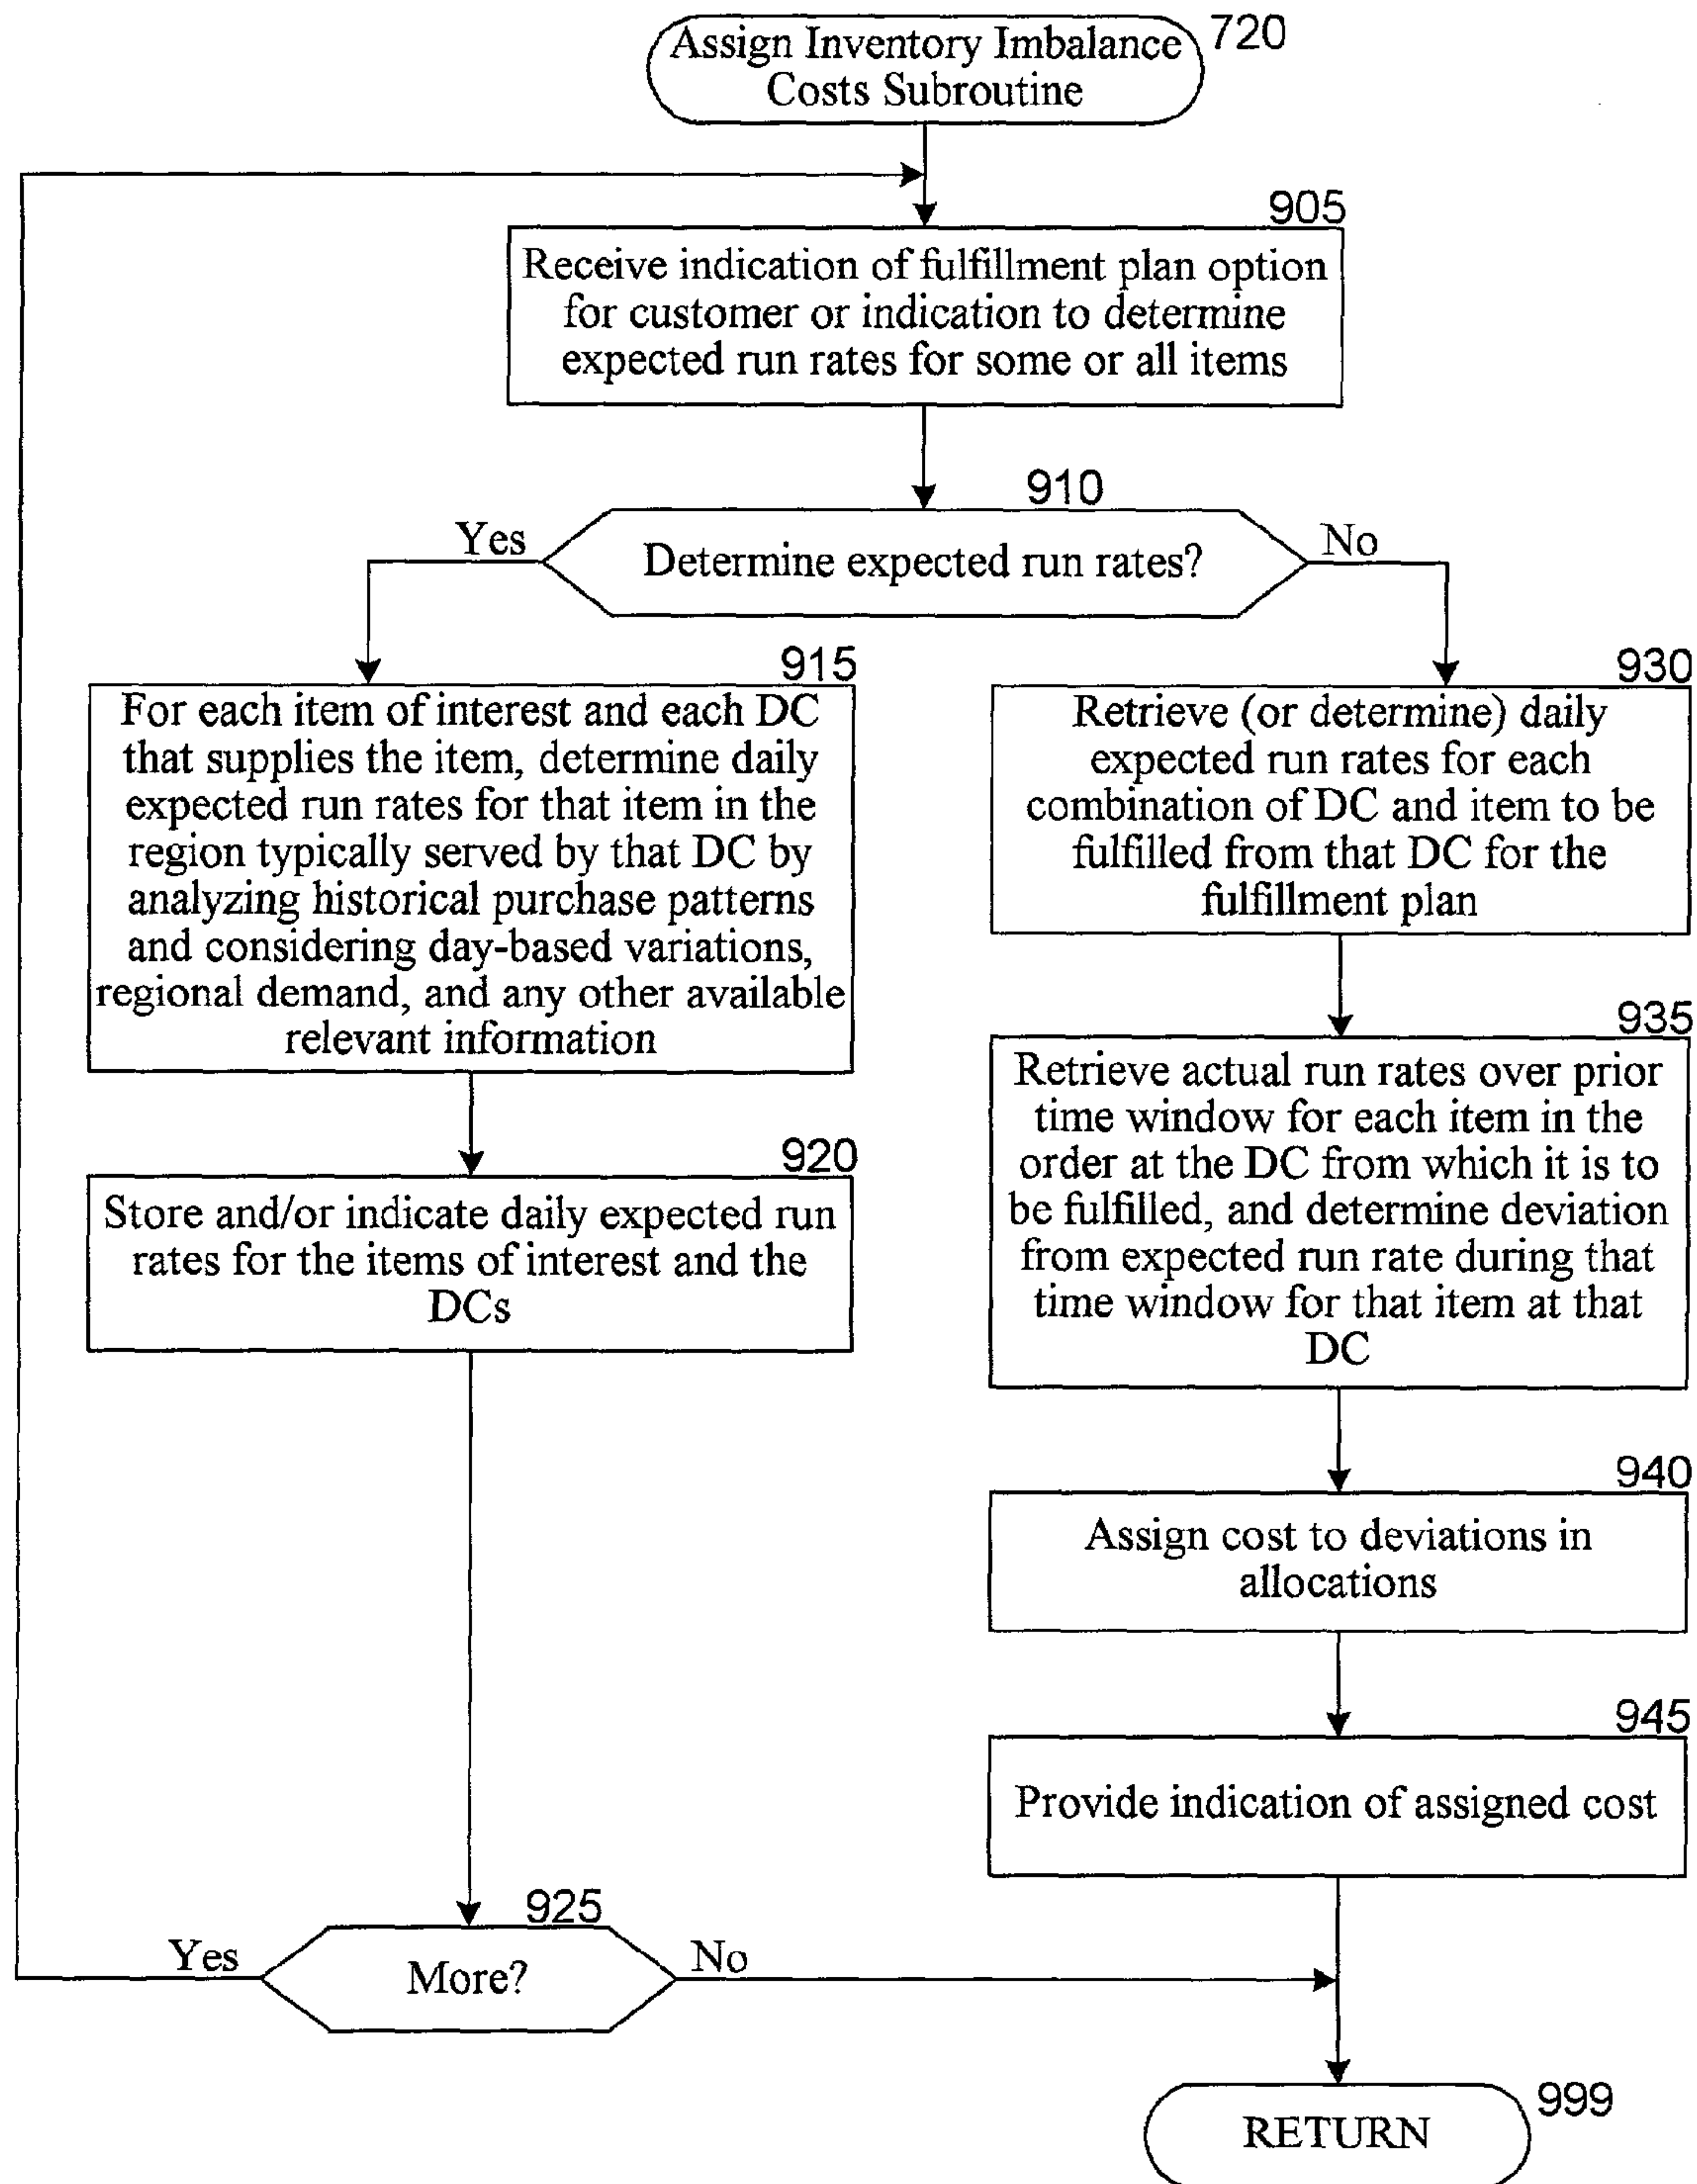 Assign Inventory Imbalance
Costs Subroutine
720
905
Receive indication of fulfillment plan option
for customer or indication to determine
expected run rates for some or all items
910
Yes
Determine expected run rates?
No
915
For each item of interest and each DC
that supplies the item, determine daily
expected run rates for that item in the
region typically served by that DC by
analyzing historical purchase patterns
and considering day-based variations,
regional demand, and any other available
relevant information
930
Retrieve (or determine) daily
expected run rates for each
combination of DC and item to be
fulfilled from that DC for the
fulfillment plan
920
Store and/or indicate daily expected run
rates for the items of interest and the
DCs
935
Retrieve actual run rates over prior
time window for each item in the
order at the DC from which it is to
be fulfilled, and determine deviation
from expected run rate during that
time window for that item at that
DC
940
Assign cost to deviations in
allocations
945
Provide indication of assigned cost
925
Yes
More?
No
999
RETURN